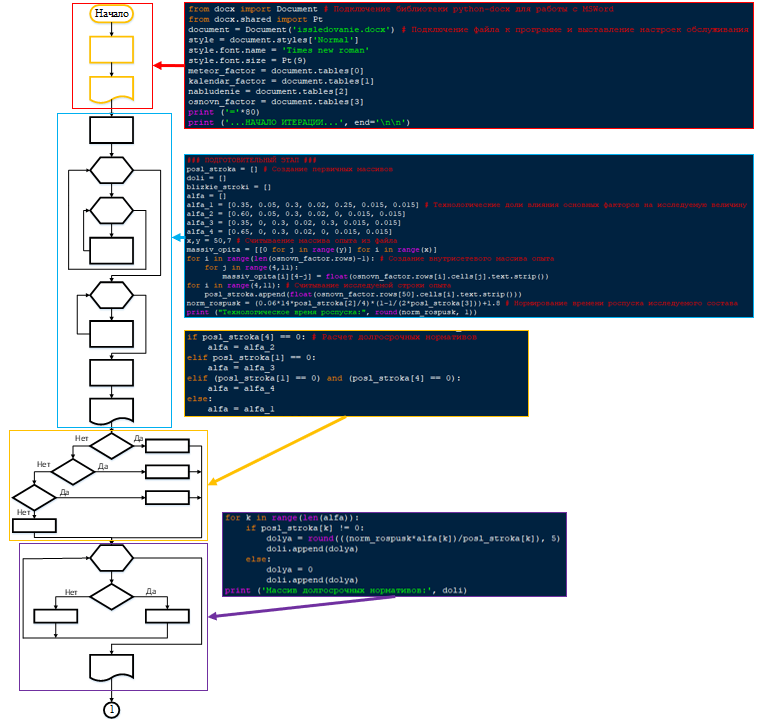 Начало
from docx import Document # Подключение библиотеки python-docx для работы с MSWord
from docx.shared import Pt
document = Document('issledovanie.docx') # Подключение файла к программе и выставление настроек обслуживания
style = document.styles['Normal']
style.font.name = 'Times new roman'
style.font.size = Pt(9)
meteor_factor = document.tables[0]
kalendar_factor = document.tables[1]
nabludenie = document.tables[2]
osnovn_factor = document.tables[3]
print ('='*80)
print ('...НАЧАЛО ИТЕРАЦИИ...', end='\n\n')
### ПОДГОТОВИТЕЛЬНЫЙ ЭТАП ###
posl_stroka = [] # Создание первичных массивов
doli = []
blizkie_stroki = []
alfa = []
alfa_1 = [0.35, 0.05, 0.3, 0.02, 0.25, 0.015, 0.015] # Технологические доли влияния основных факторов на исследуемую величину
alfa_2 = [0.60, 0.05, 0.3, 0.02, 0, 0.015, 0.015]
alfa_3 = [0.35, 0, 0.3, 0.02, 0.3, 0.015, 0.015]
alfa_4 = [0.65, 0, 0.3, 0.02, 0, 0.015, 0.015]
x,y = 50,7 # Считывание массива опыта из файла
massiv_opita = [[0 for j in range(y)] for i in range(x)]
for i in range(len(osnovn_factor.rows)-1): # Создание внутрисетевого массива опыта
for j in range(4,11):
massiv_opita[i][4-j] = float(osnovn_factor.rows[i].cells[j].text.strip())
for i in range(4,11): # Считывание исследуемой строки опыта
posl_stroka.append(float(osnovn_factor.rows[50].cells[i].text.strip()))
norm_rospusk = (0.06*14*posl_stroka[2]/4)*(1-1/(2*posl_stroka[3]))+1.8 # Нормирование времени роспуска исследуемого состава
print ("Технологическое время роспуска:", round(norm_rospusk, 1))
if posl_stroka[4] == 0: # Расчет долгосрочных нормативов
alfa = alfa_2
elif posl_stroka[1] == 0:
alfa = alfa_3
elif (posl_stroka[1] == 0) and (posl_stroka[4] == 0):
alfa = alfa_4
else:
alfa = alfa_1
Нет
Да
Нет
Да
Нет
Да
Нет
for k in range(len(alfa)):
if posl_stroka[k] != 0:
dolya = round(((norm_rospusk*alfa[k])/posl_stroka[k]), 5)
doli.append(dolya)
else:
dolya = 0
doli.append(dolya)
print ('Массив долгосрочных нормативов:', doli)
Нет
Да
1